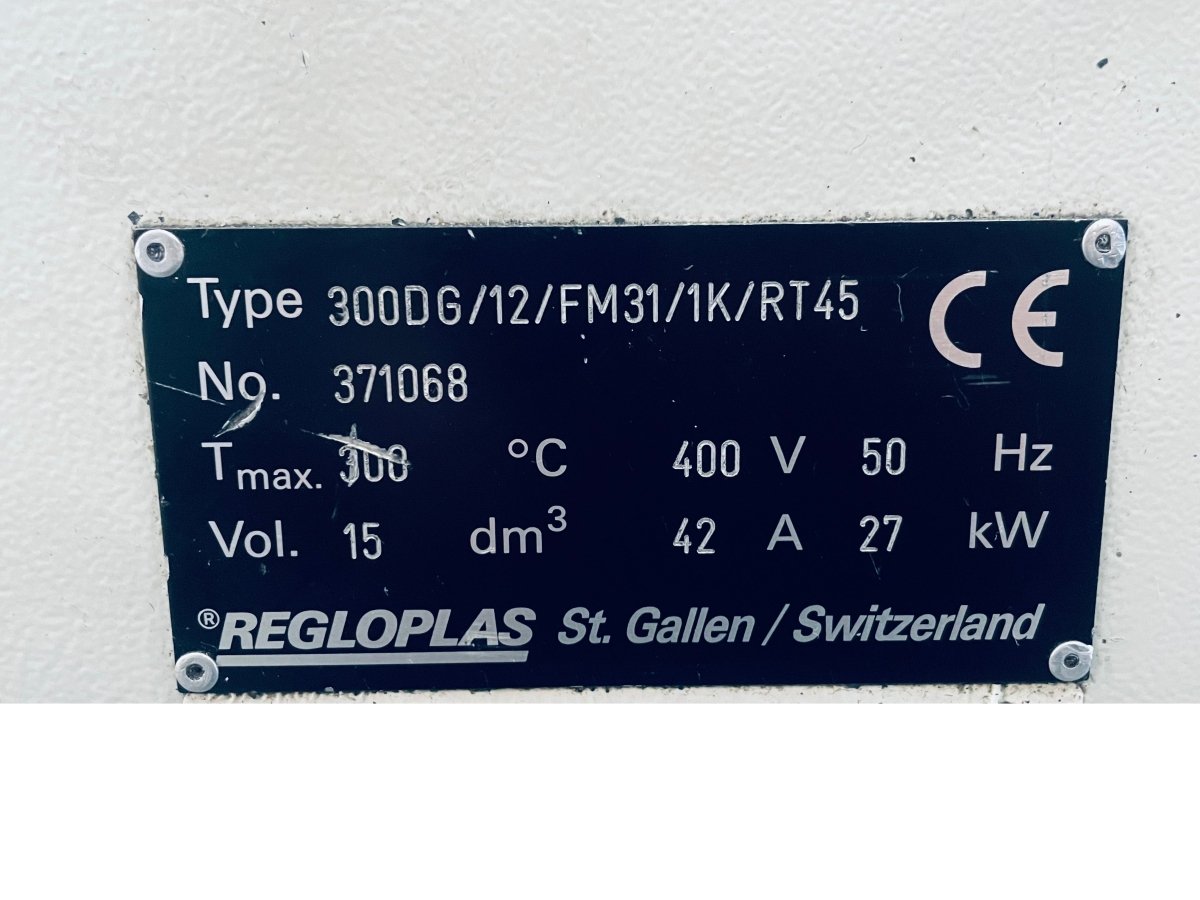 Type 300DG/12/FM31/1K/RT45 CE
No. 371068
Tmax. 300 °C 400 V 50 Hz
Vol. 15 dm³ 42 A 27 kW
®REGLOPLAS St. Gallen / Switzerland